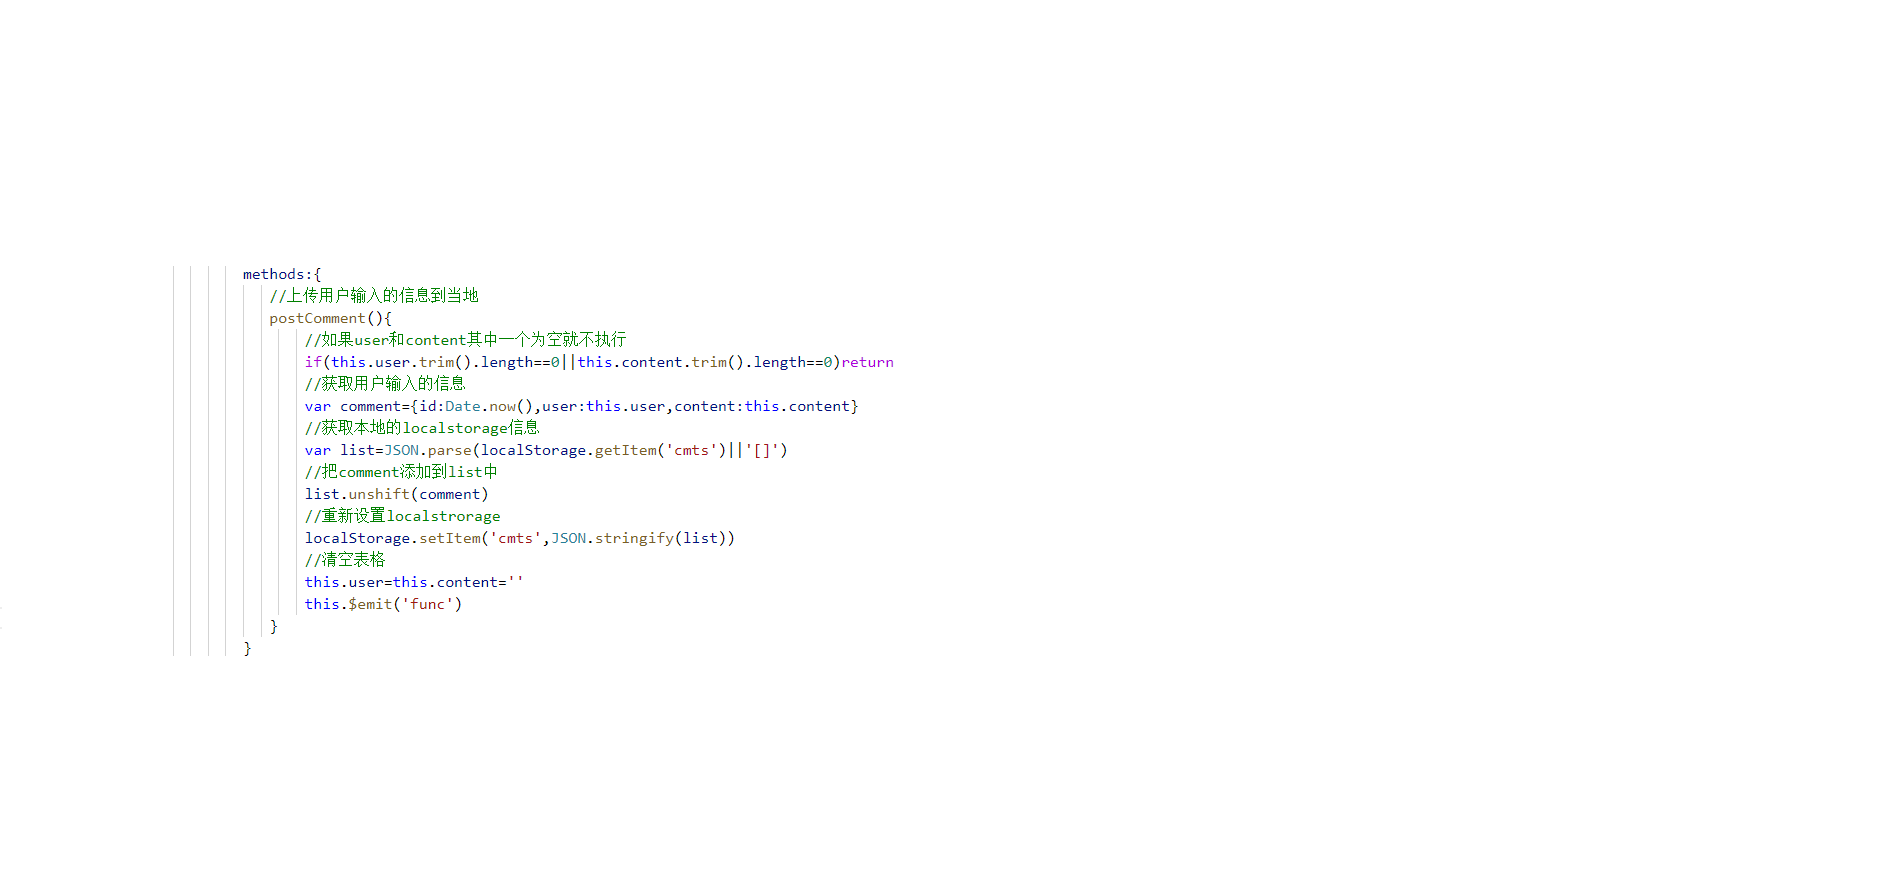 methods:{
//上传用户输入的信息到当地
postComment(){
//如果user和content其中一个为空就不执行
if(this.user.trim().length==0||this.content.trim().length==0)return
//获取用户输入的信息
var comment={id:Date.now(),user:this.user,content:this.content}
//获取本地的localstorage信息
var list=JSON.parse(localStorage.getItem('cmts')||'[]')
//把comment添加到list中
list.unshift(comment)
//重新设置localstrorage
localStorage.setItem('cmts',JSON.stringify(list))
//清空表格
this.user=this.content=''
this.$emit('func')
}
}